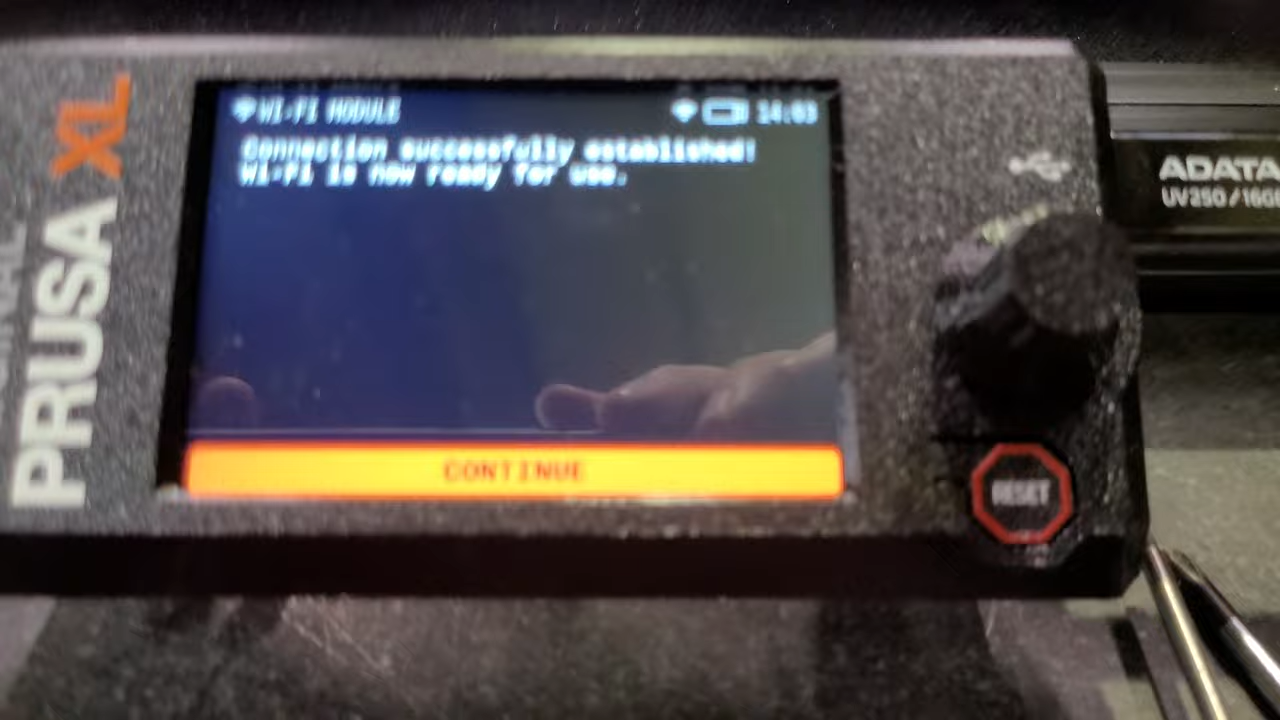 WI-FI MODULE
14:03
Connection successfully established!
Wi-Fi is now ready for use.
CONTINUE
PRUSA XL
RESET
ADATA
UV250/16GB